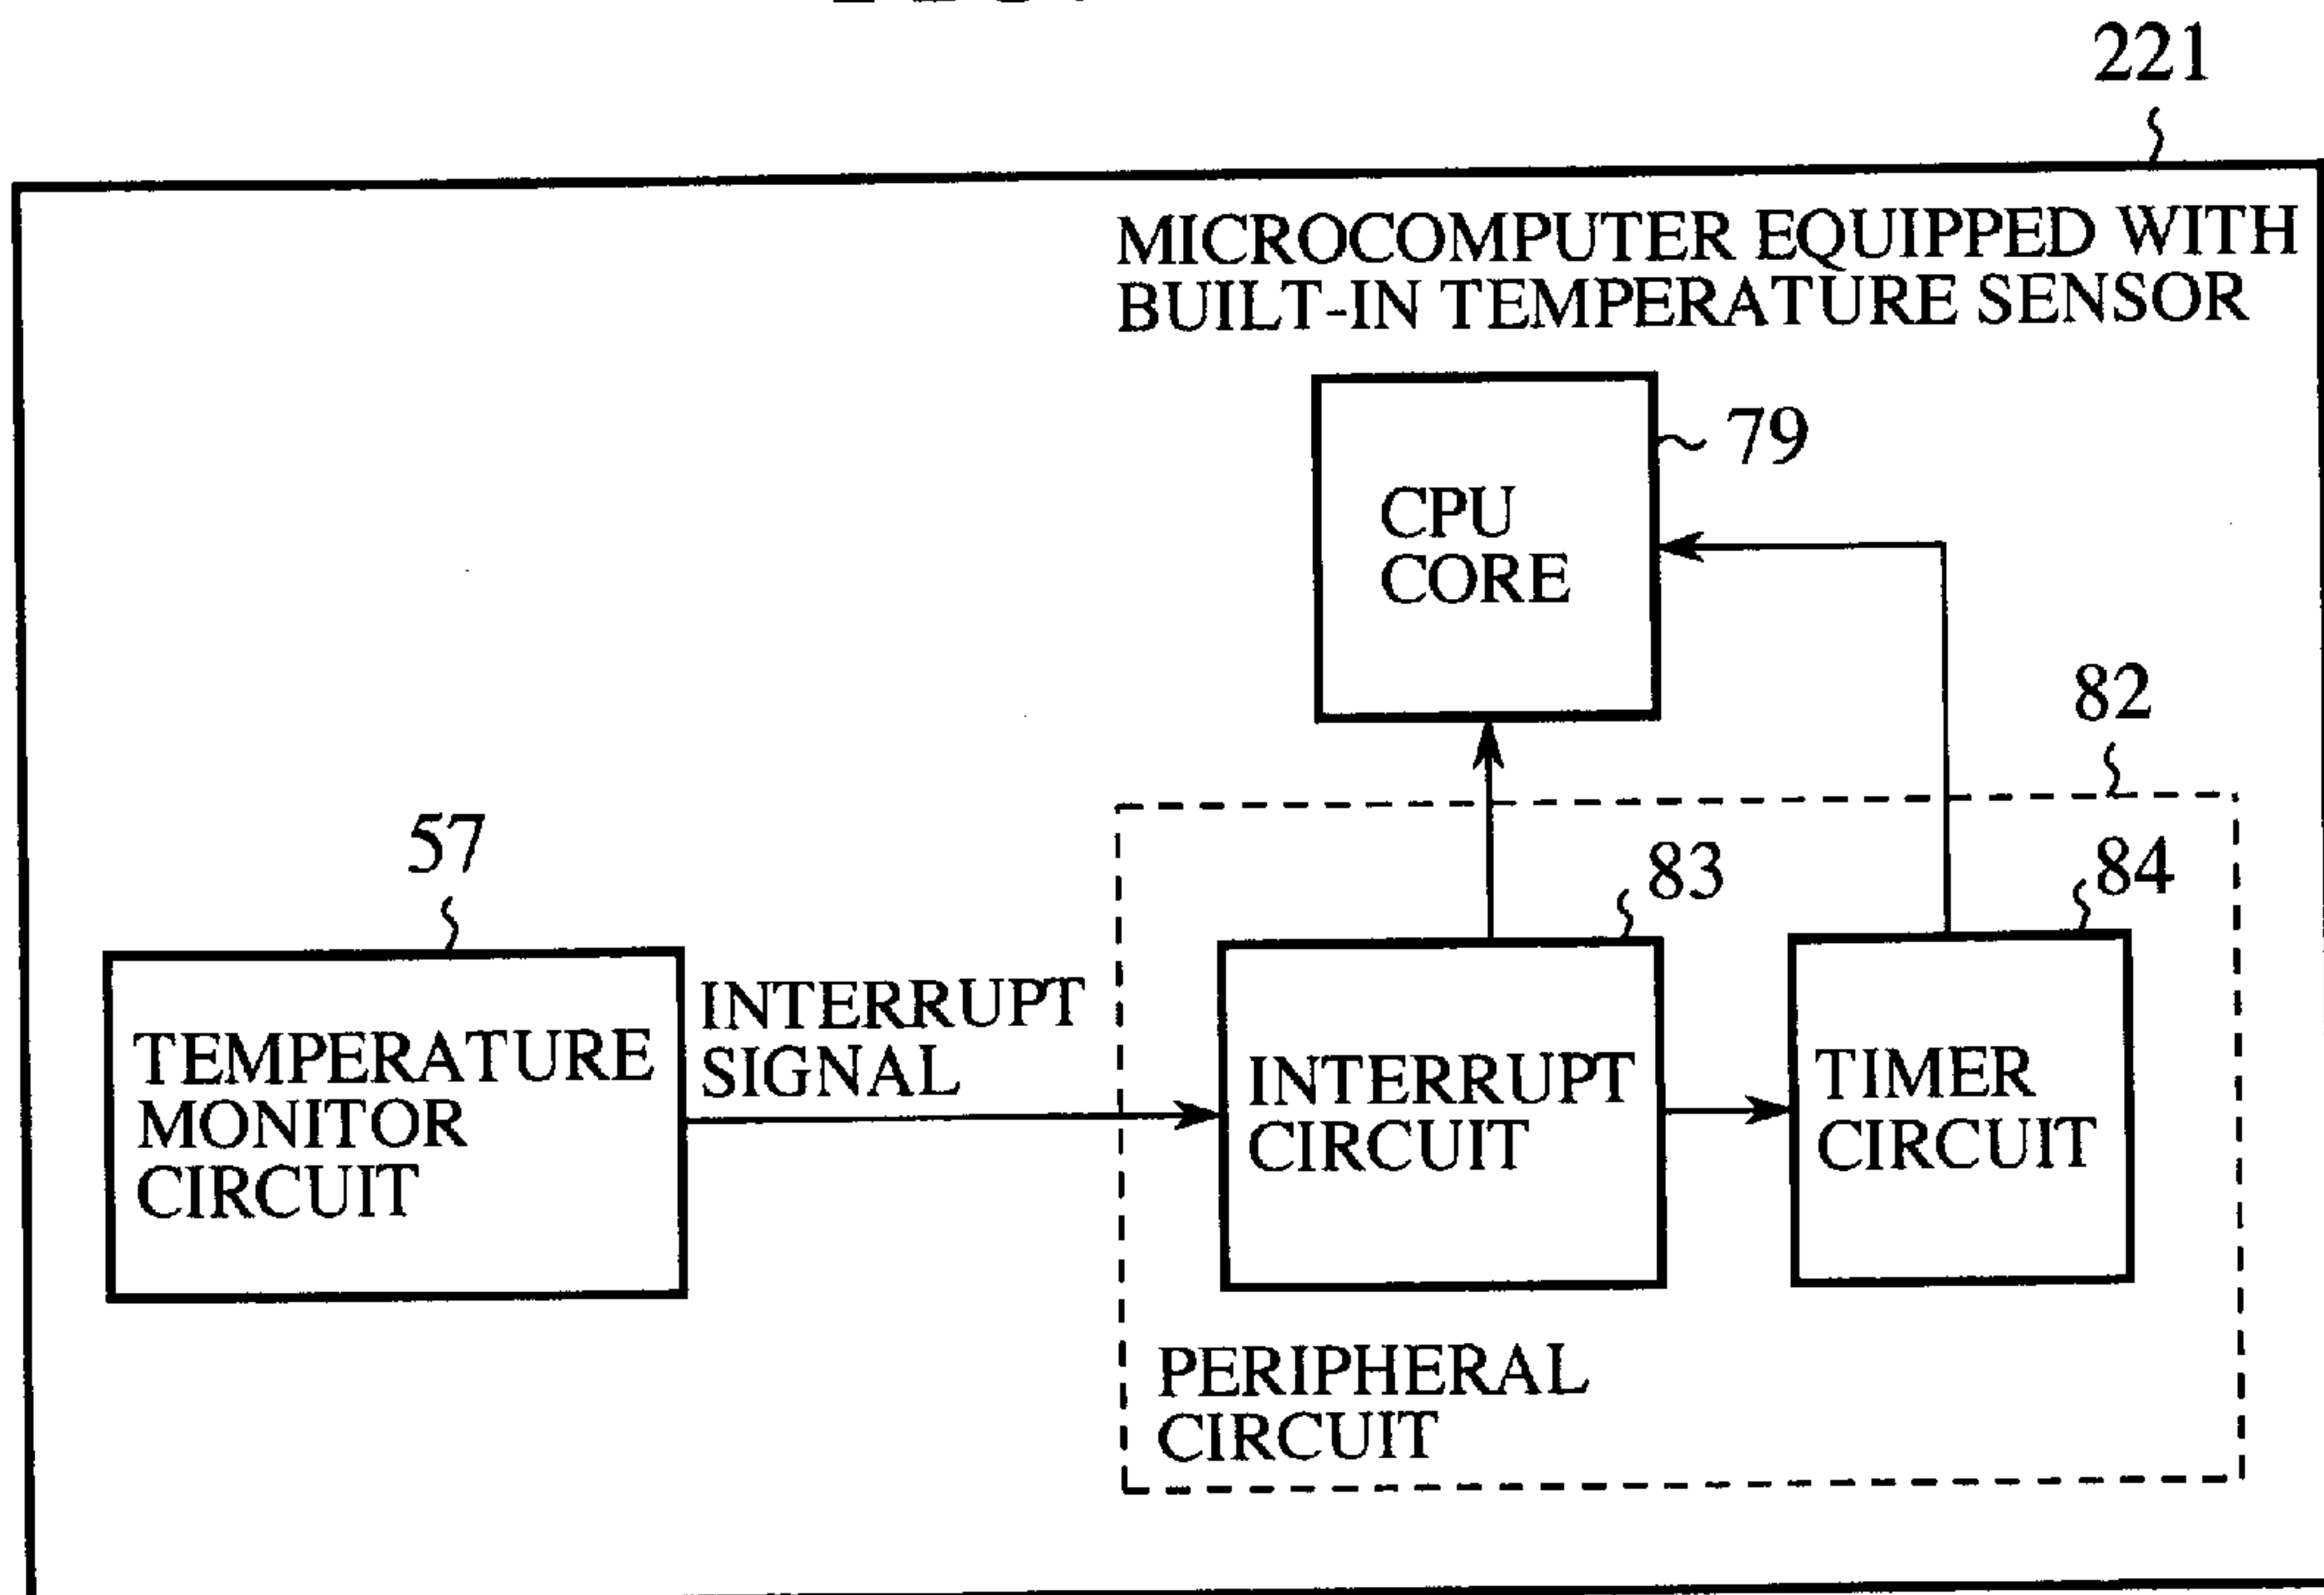 221
MICROCOMPUTER EQUIPPED WITH
BUILT-IN TEMPERATURE SENSOR
79
CPU
CORE
82
57
83
84
INTERRUPT
SIGNAL
TEMPERATURE
MONITOR
CIRCUIT
INTERRUPT
CIRCUIT
TIMER
CIRCUIT
PERIPHERAL
CIRCUIT